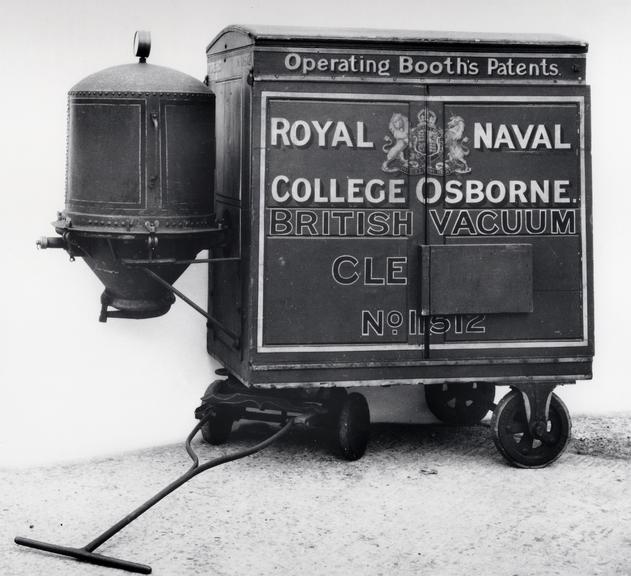 Operating Booth's Patents.
ROYAL NAVAL
COLLEGE OSBORNE.
BRITISH VACUUM
CLE
No 11512